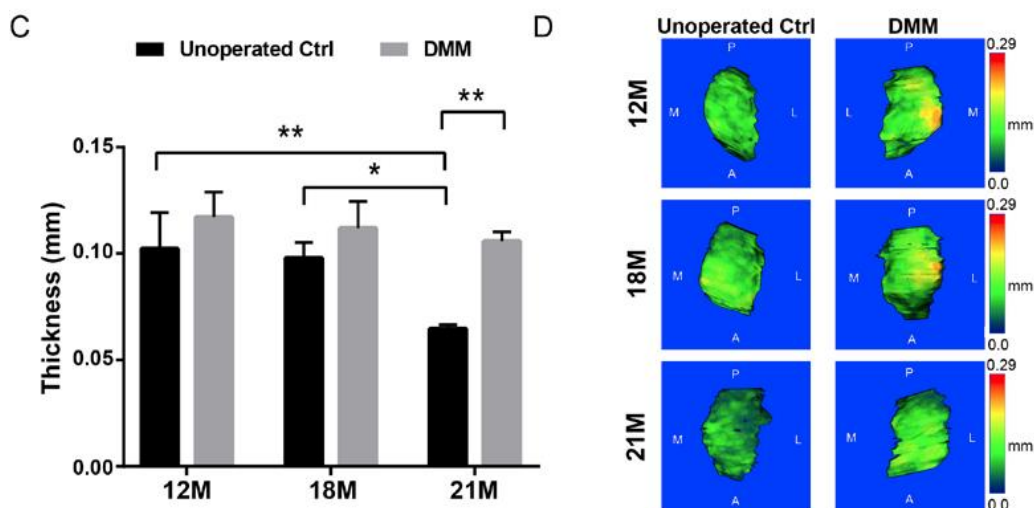 C
Unoperated Ctrl DMM
Thickness (mm)
0.15
0.10
0.05
0.00
** * **
12M 18M 21M
D
Unoperated Ctrl DMM
12M
P
M L
A
P
L M
A
0.29
mm
0.0
18M
P
M L
A
P
M L
A
0.29
mm
0.0
21M
P
M L
A
P
M L
A
0.29
mm
0.0